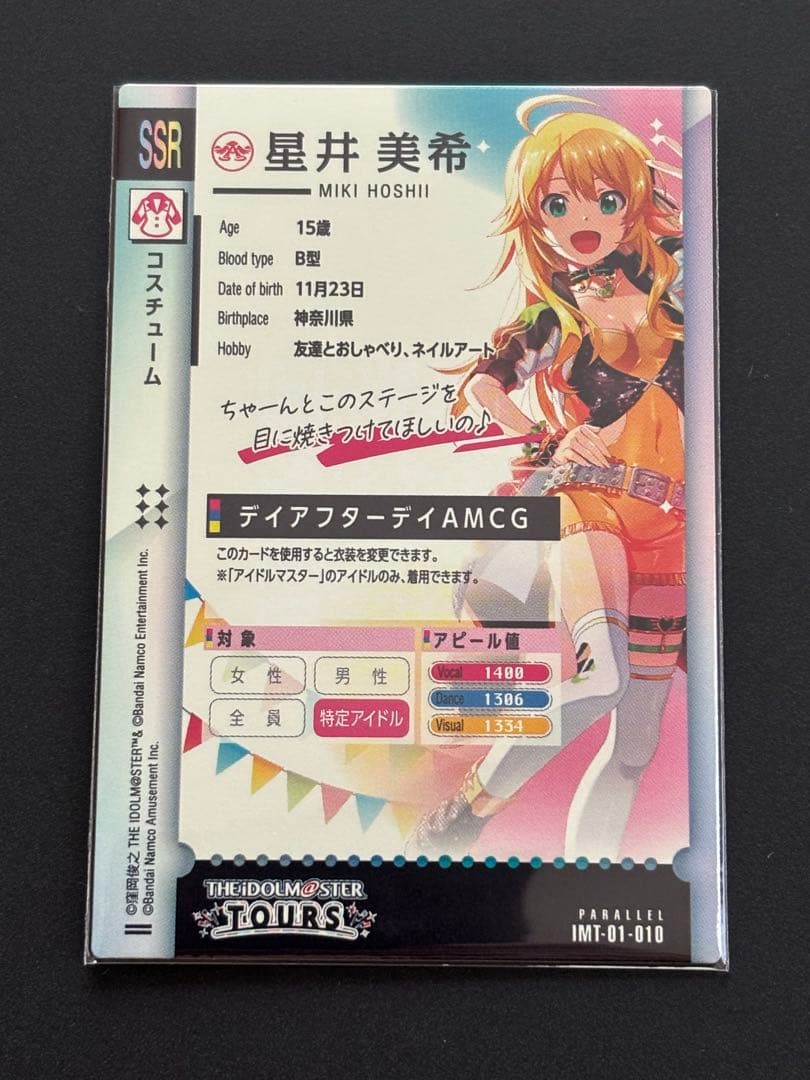 SSR
コスチューム
星井 美希
MIKI HOSHII
Age 15歳
Blood type B型
Date of birth 11月23日
Birthplace 神奈川県
Hobby 友達とおしゃべり、ネイルアート
ちゃーんとこのステージを
目に焼きつけてほしいの♪
デイアフターデイAMCG
このカードを使用すると衣装を変更できます。
※「アイドルマスター」のアイドルのみ、着用できます。
対象
女性 男性
全員 特定アイドル
アピール値
Vocal 1400
Dance 1306
Visual 1334
©窪岡俊之 THE IDOLM@STER™& ©Bandai Namco Entertainment Inc.
©Bandai Namco Amusement Inc.
THE iDOLM@STER
TOURS
PARALLEL
IMT-01-010